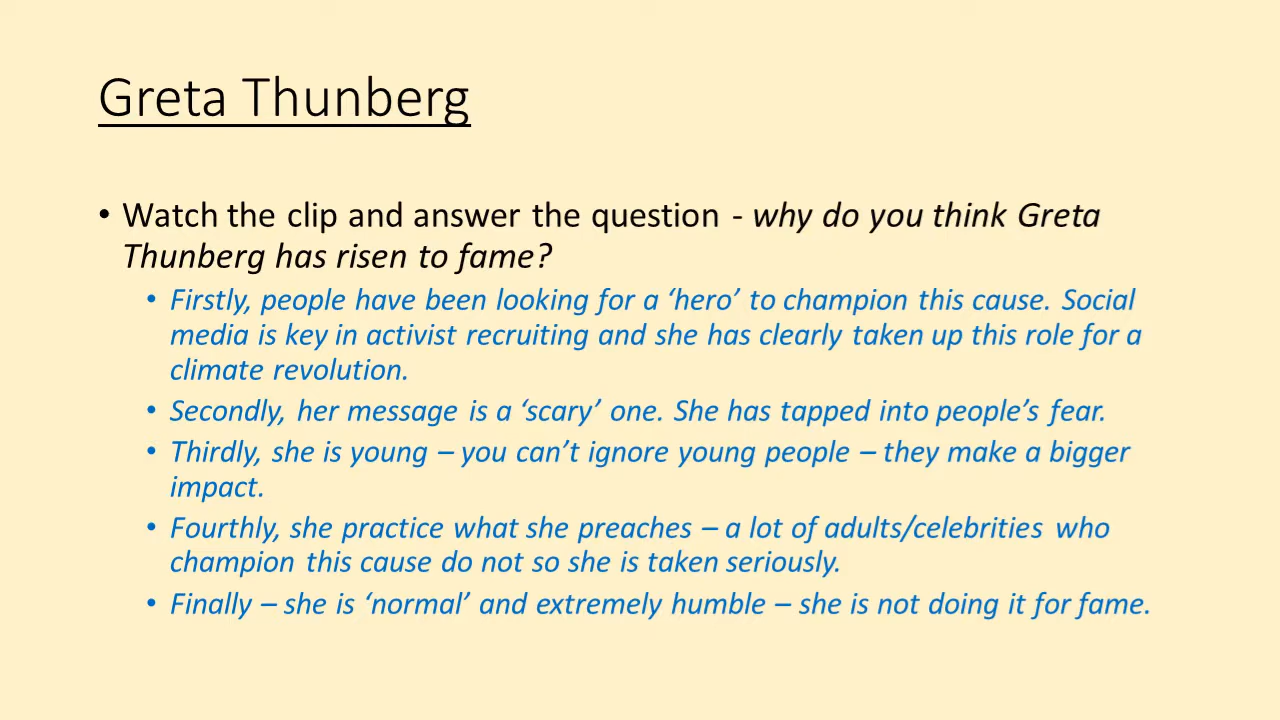 Greta Thunberg
• Watch the clip and answer the question - why do you think Greta
Thunberg has risen to fame?
• Firstly, people have been looking for a ‘hero’ to champion this cause. Social
media is key in activist recruiting and she has clearly taken up this role for a
climate revolution.
• Secondly, her message is a ‘scary’ one. She has tapped into people’s fear.
• Thirdly, she is young – you can’t ignore young people – they make a bigger
impact.
• Fourthly, she practice what she preaches – a lot of adults/celebrities who
champion this cause do not so she is taken seriously.
• Finally – she is ‘normal’ and extremely humble – she is not doing it for fame.